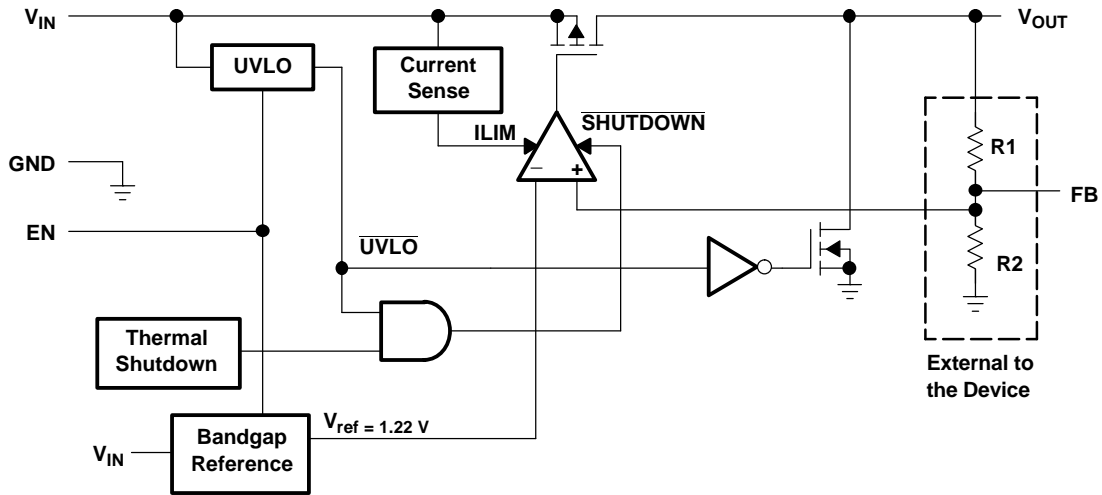 VIN
VOUT
UVLO
Current
Sense
SHUTDOWN
ILIM
GND
R1
FB
− +
EN
UVLO
R2
Thermal
Shutdown
External to
the Device
Vref = 1.22 V
Bandgap
Reference
VIN